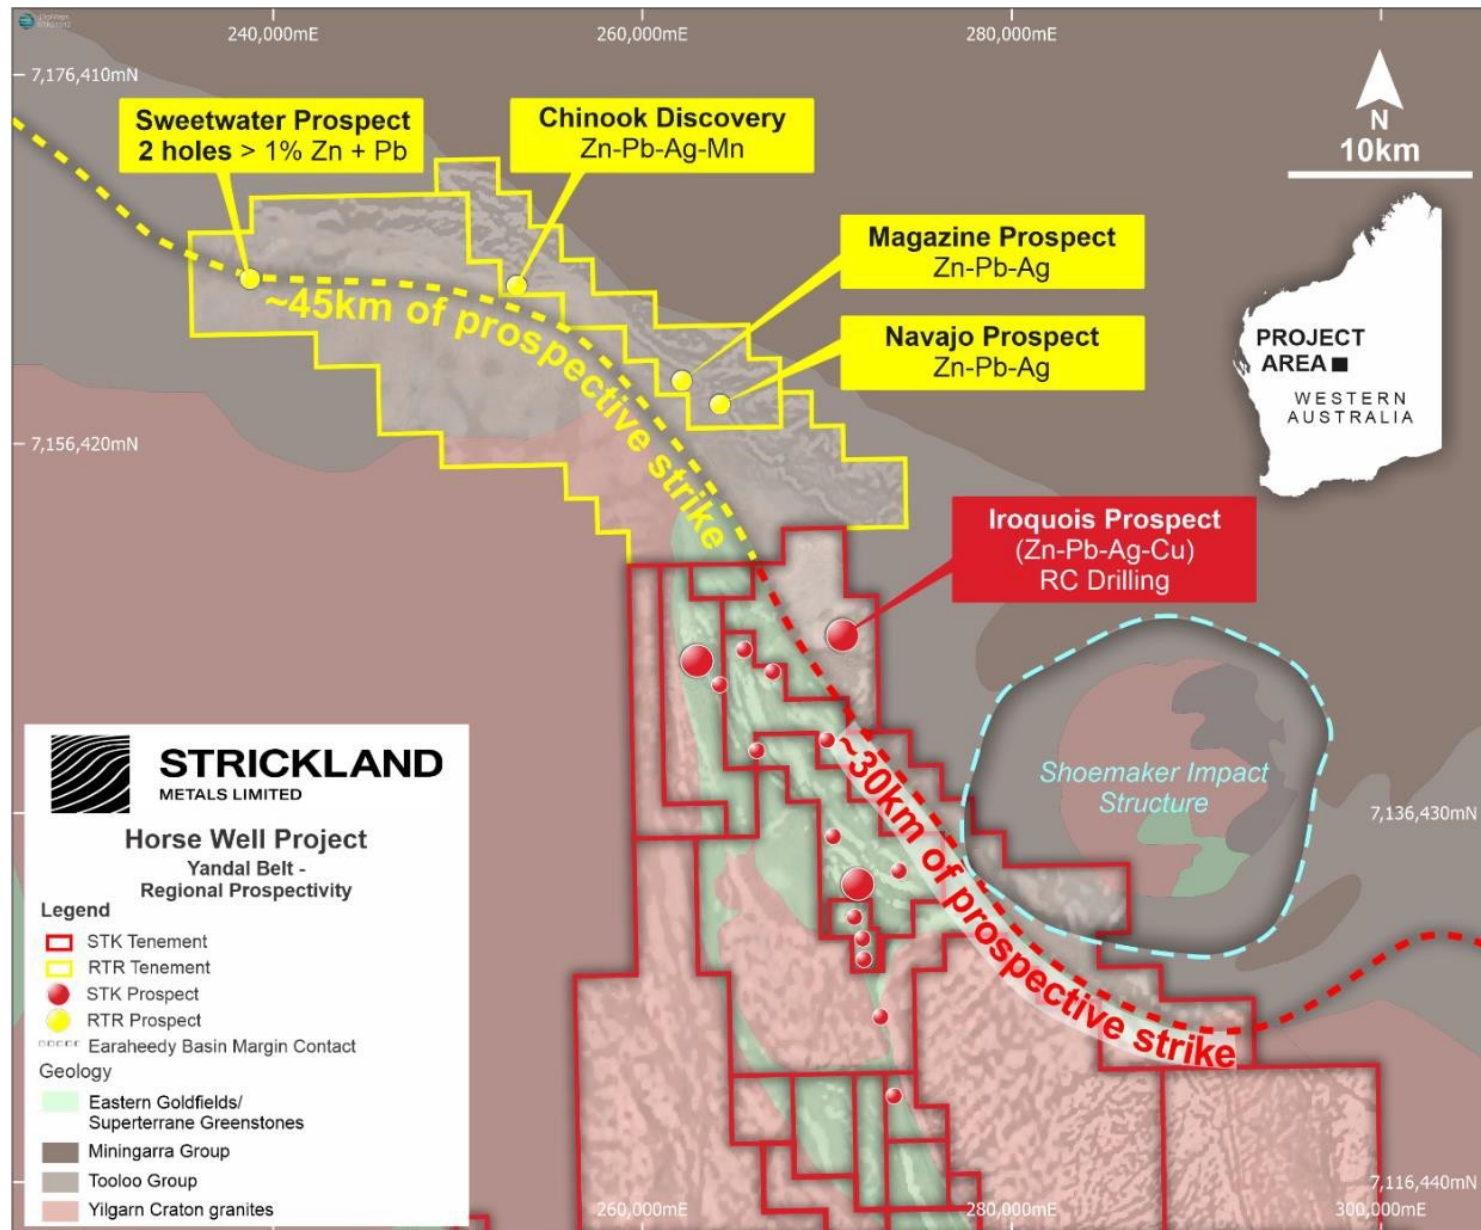 240,000mE
260,000mE
280,000mE
7,176,410mN
Sweetwater Prospect
2 holes > 1% Zn + Pb
Chinook Discovery
Zn-Pb-Ag-Mn
N
10km
Magazine Prospect
Zn-Pb-Ag
Navajo Prospect
Zn-Pb-Ag
~45km of prospective strike
PROJECT
AREA
WESTERN
AUSTRALIA
7,156,420mN
Iroquois Prospect
(Zn-Pb-Ag-Cu)
RC Drilling
Shoemaker Impact
Structure
~30km of prospective strike
7,136,430mN
STRICKLAND
METALS LIMITED
Horse Well Project
Yandal Belt -
Regional Prospectivity
Legend
STK Tenement
RTR Tenement
STK Prospect
RTR Prospect
Earaheedy Basin Margin Contact
Geology
Eastern Goldfields/
Superterrane Greenstones
Miningarra Group
Tooloo Group
Yilgarn Craton granites
7,116,440mN
260,000mE
280,000mE
300,000mE